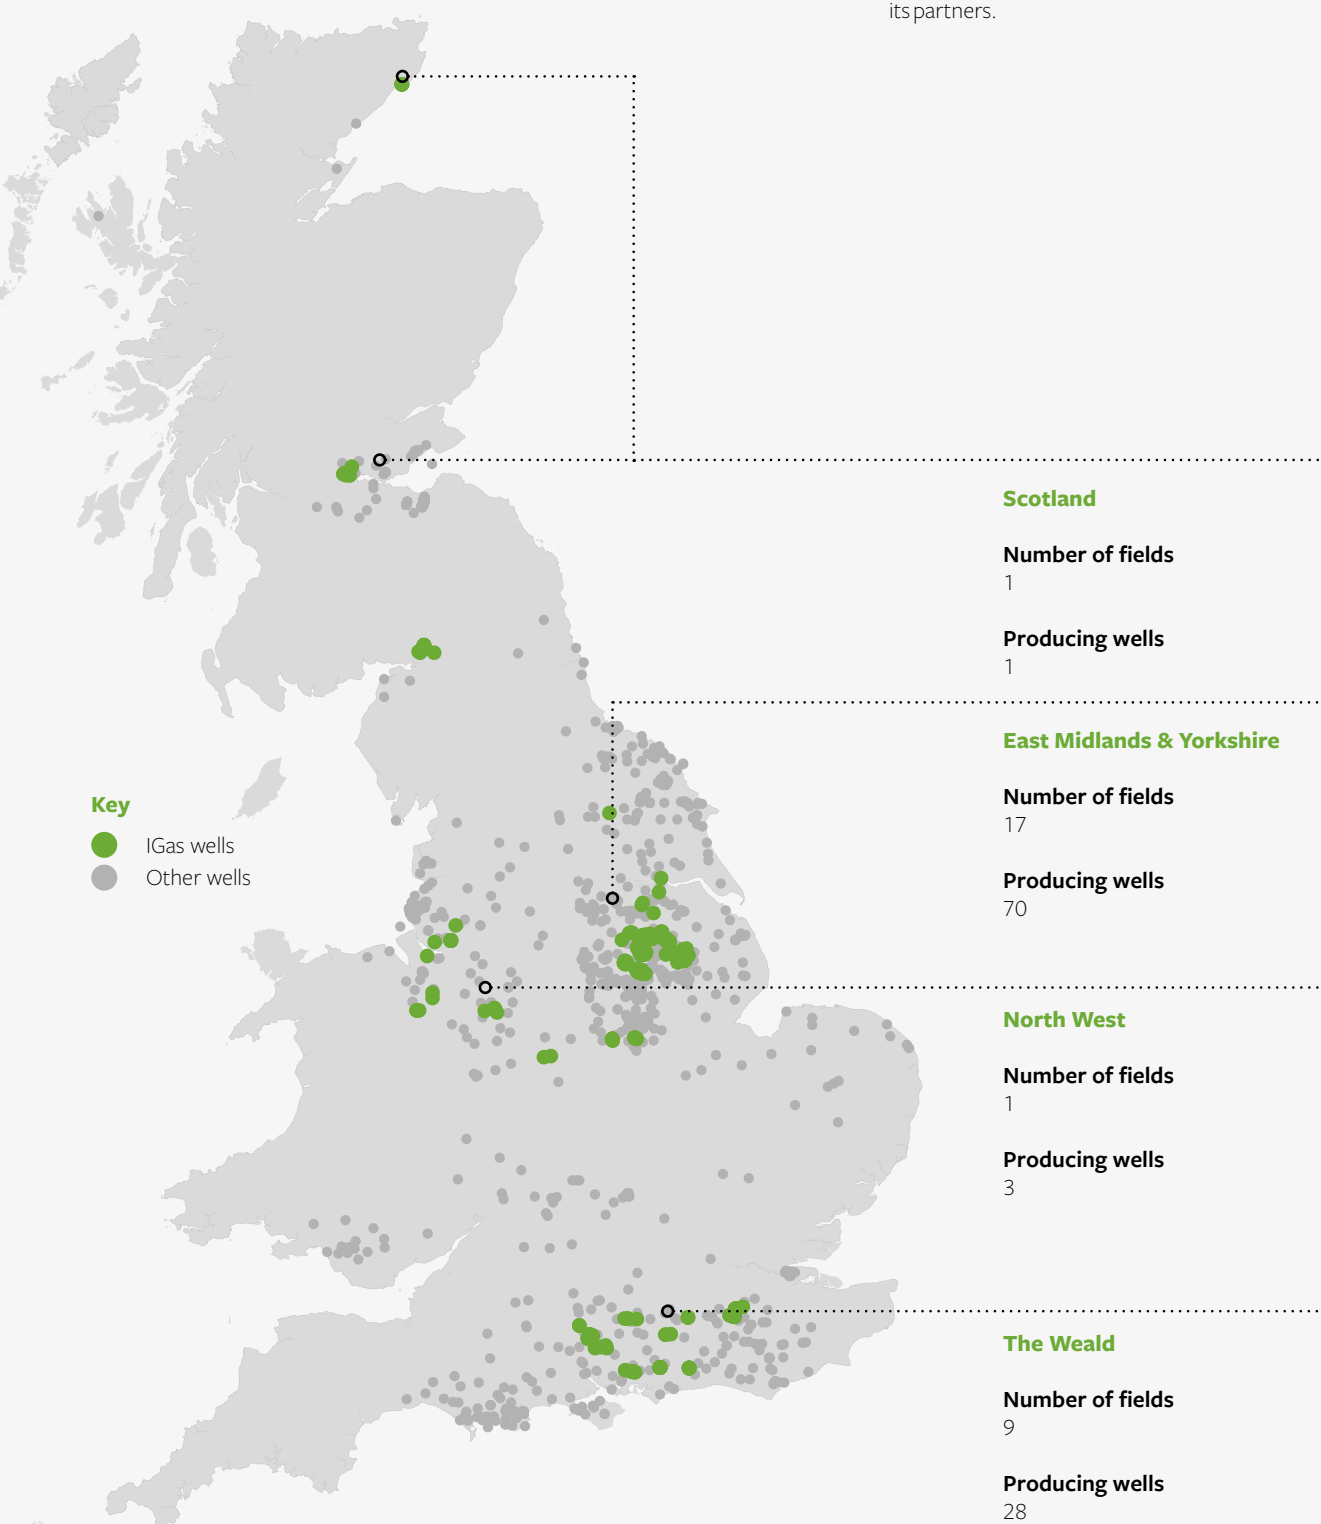 its partners.
Scotland
Number of fields
1
Producing wells
1
East Midlands & Yorkshire
Number of fields
17
Producing wells
70
Key
IGas wells
Other wells
North West
Number of fields
1
Producing wells
3
The Weald
Number of fields
9
Producing wells
28